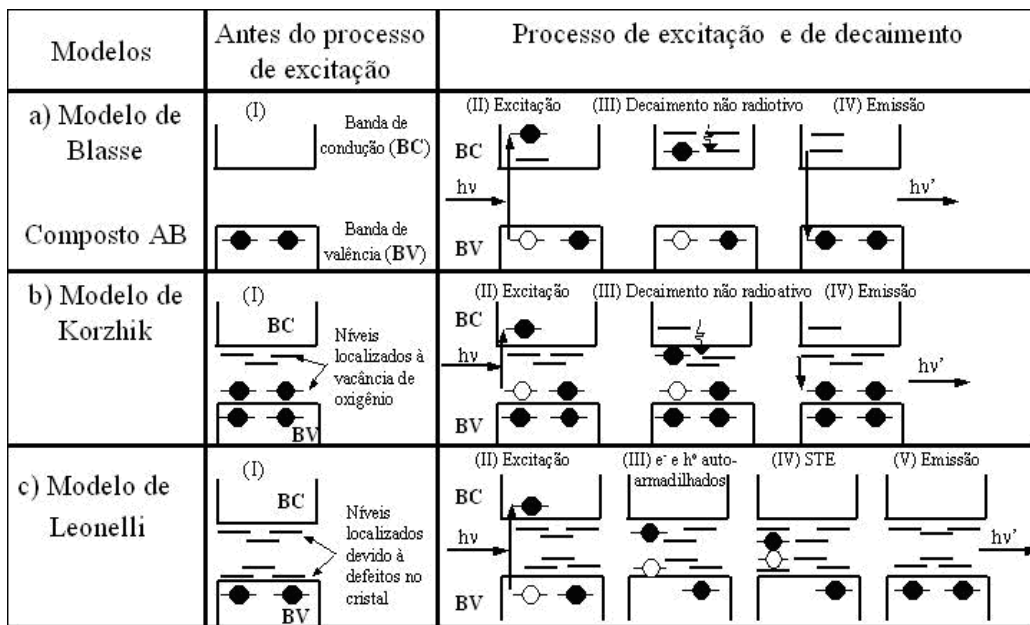 Modelos
Antes do processo
de excitação
Processo de excitação e de decaimento
a) Modelo de
Blasse
Composto AB
(I)
Banda de
condução (BC)
Banda de
valência (BV)
(II) Excitação
(III) Decaimento não radiotivo
(IV) Emissão
BC
hν
hν'
BV
b) Modelo de
Korzhik
(I)
BC
Níveis
localizados à
vacância de
oxigênio
BV
(II) Excitação
(III) Decaimento não radioativo
(IV) Emissão
BC
hν
hν'
BV
c) Modelo de
Leonelli
(I)
BC
Níveis
localizados
devido à
defeitos no
cristal
BV
(II) Excitação
(III) e⁻ e hº auto-
armadilhados
(IV) STE
(V) Emissão
BC
hν
hν'
BV